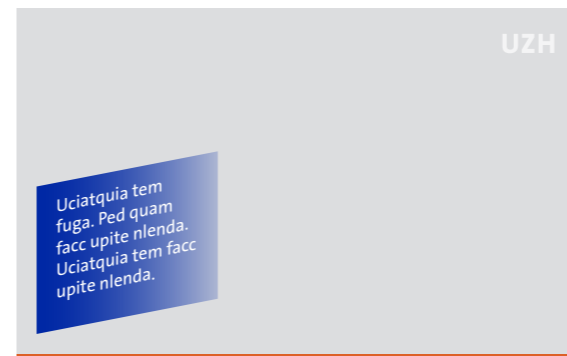 UZH
Uciatquia tem
fuga. Ped quam
facc upite nlenda.
Uciatquia tem facc
upite nlenda.